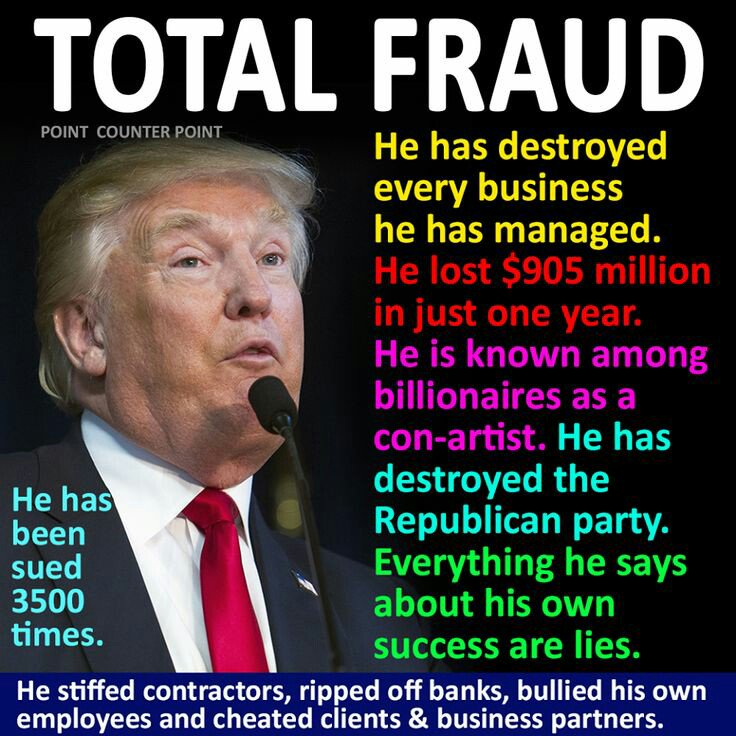 TOTAL FRAUD
POINT COUNTER POINT
He has destroyed
every business
he has managed.
He lost $905 million
in just one year.
He is known among
billionaires as a
con-artist. He has
destroyed the
Republican party.
Everything he says
about his own
success are lies.
He has
been
sued
3500
times.
He stiffed contractors, ripped off banks, bullied his own
employees and cheated clients & business partners.